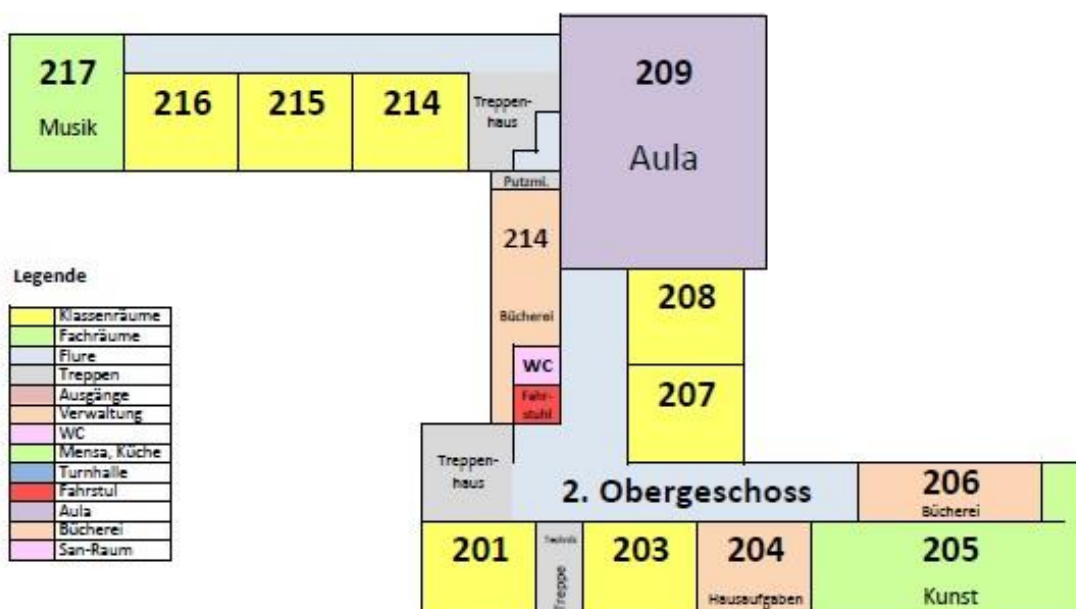 217
Musik
216
215
214
Treppen-
haus
209
Aula
Putzmi.
214
Bücherei
WC
Fahr-
stuhl
208
207
Legende
Klassenräume
Fachräume
Flure
Treppen
Ausgänge
Verwaltung
WC
Mensa, Küche
Turnhalle
Fahrstul
Aula
Bücherei
San-Raum
Treppen-
haus
2. Obergeschoss
206
Bücherei
201
Technik
Treppe
203
204
Hausaufgaben
205
Kunst